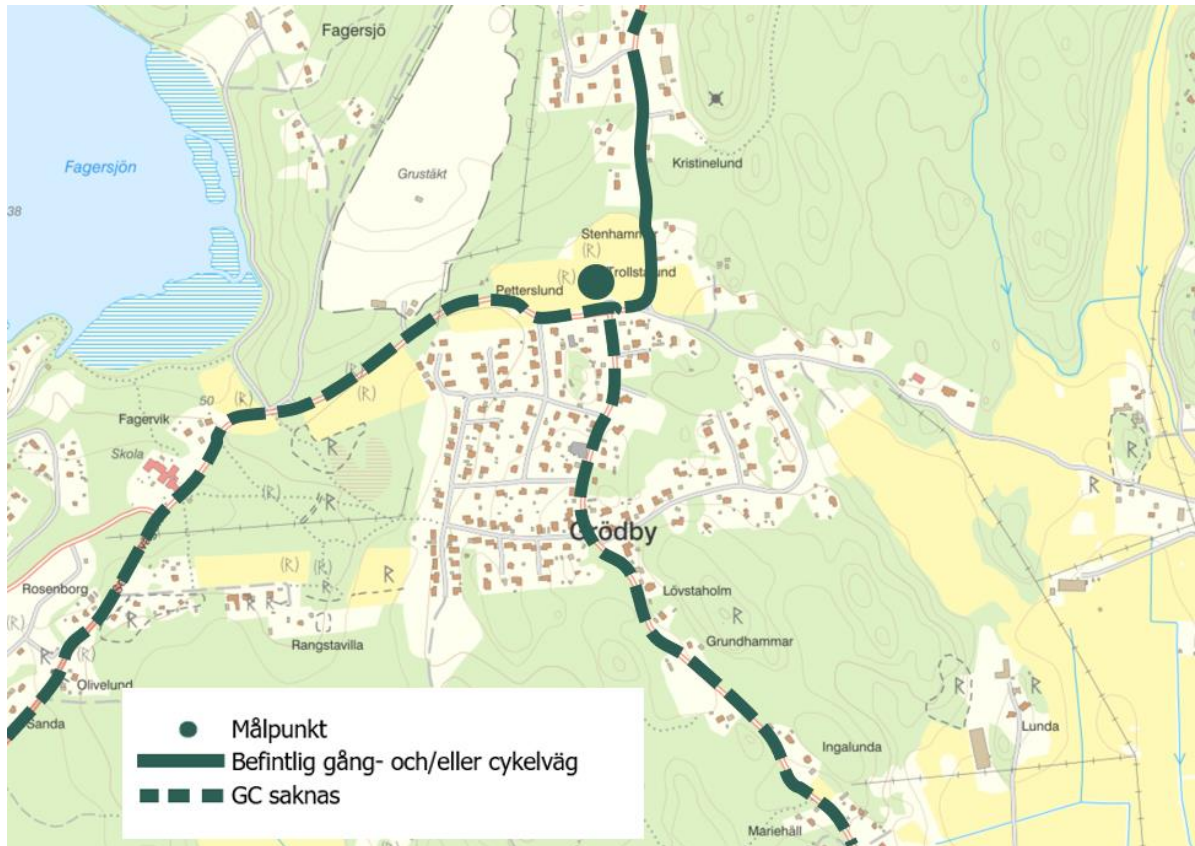 Fagersjö
Fagersjön
Grustäkt
38
Kristinelund
Stenhammar
(R)
(R)
Trollstalund
Petterslund
(R)
(R)
(R)
50
Fagervik
Skola
R
R
(R)
R
Grödby
(R)
(R)
R
Rosenborg
Lövstaholm
R
R
R
(R)
Rangstavilla
Grundhammar
R
(R)
R
R
R
Olivelund
Lunda
Sanda
Ingalunda
Mariehäll
Målpunkt
Befintlig gång- och/eller cykelväg
GC saknas